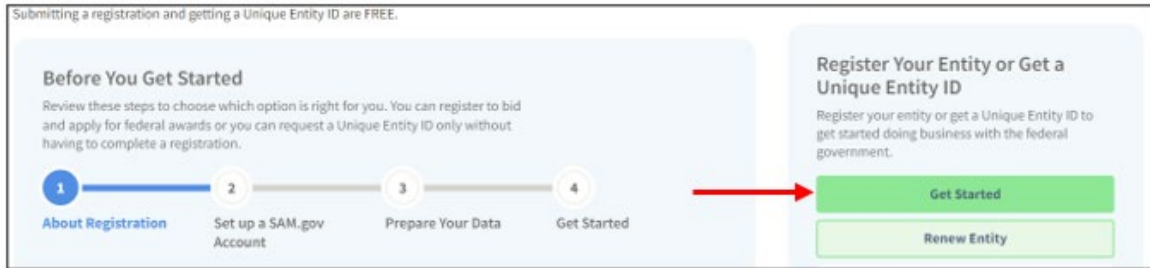 Submitting a registration and getting a Unique Entity ID are FREE.
Before You Get Started
Review these steps to choose which option is right for you. You can register to bid
and apply for federal awards or you can request a Unique Entity ID only without
having to complete a registration.
1
2
3
4
About Registration
Set up a SAM.gov
Account
Prepare Your Data
Get Started
Register Your Entity or Get a
Unique Entity ID
Register your entity or get a Unique Entity ID to
get started doing business with the federal
government.
Get Started
Renew Entity